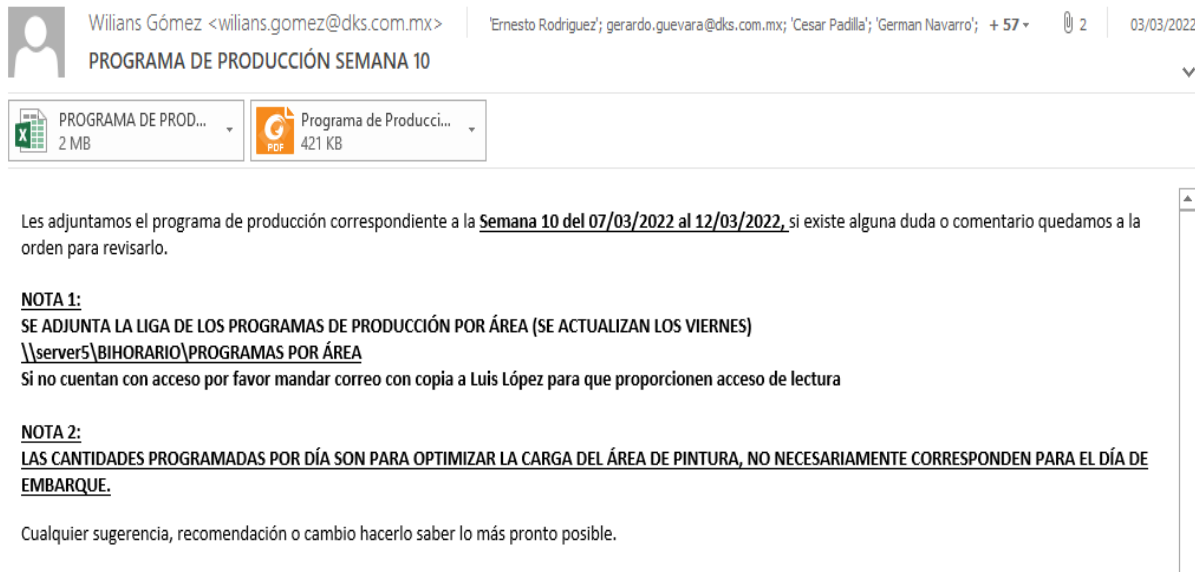 Wilians Gómez <wilians.gomez@dks.com.mx>
'Ernesto Rodriguez'; gerardo.guevara@dks.com.mx; 'Cesar Padilla'; 'German Navarro'; + 57
2
03/03/2022
PROGRAMA DE PRODUCCIÓN SEMANA 10
PROGRAMA DE PROD...
2 MB
PDF
Programa de Producci...
421 KB
Les adjuntamos el programa de producción correspondiente a la Semana 10 del 07/03/2022 al 12/03/2022, si existe alguna duda o comentario quedamos a la
orden para revisarlo.
NOTA 1:
SE ADJUNTA LA LIGA DE LOS PROGRAMAS DE PRODUCCIÓN POR ÁREA (SE ACTUALIZAN LOS VIERNES)
\\server5\BIHORARIO\PROGRAMAS POR ÁREA
Si no cuentan con acceso por favor mandar correo con copia a Luis López para que proporcionen acceso de lectura
NOTA 2:
LAS CANTIDADES PROGRAMADAS POR DÍA SON PARA OPTIMIZAR LA CARGA DEL ÁREA DE PINTURA, NO NECESARIAMENTE CORRESPONDEN PARA EL DÍA DE
EMBARQUE.
Cualquier sugerencia, recomendación o cambio hacerlo saber lo más pronto posible.